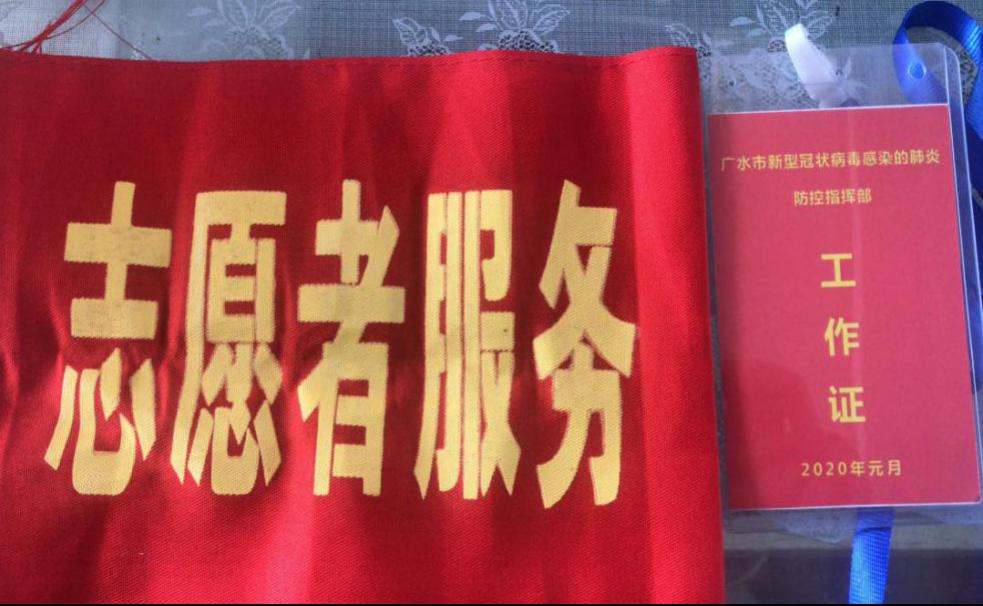 志愿者服务
广水市新型冠状病毒感染的肺炎
防控指挥部
工
作
证
2020年元月